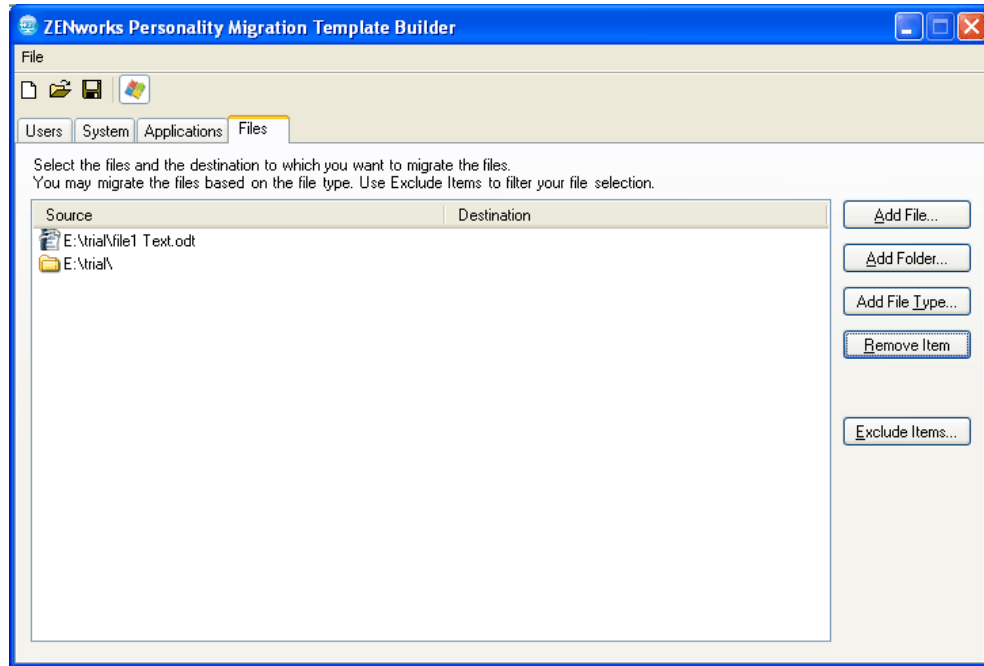 ZENworks Personality Migration Template Builder
File
Users System Applications Files
Select the files and the destination to which you want to migrate the files.
You may migrate the files based on the file type. Use Exclude Items to filter your file selection.
Source Destination
E:\trial\file1 Text.odt
E:\trial\
Add File...
Add Folder...
Add File Type...
Remove Item
Exclude Items...